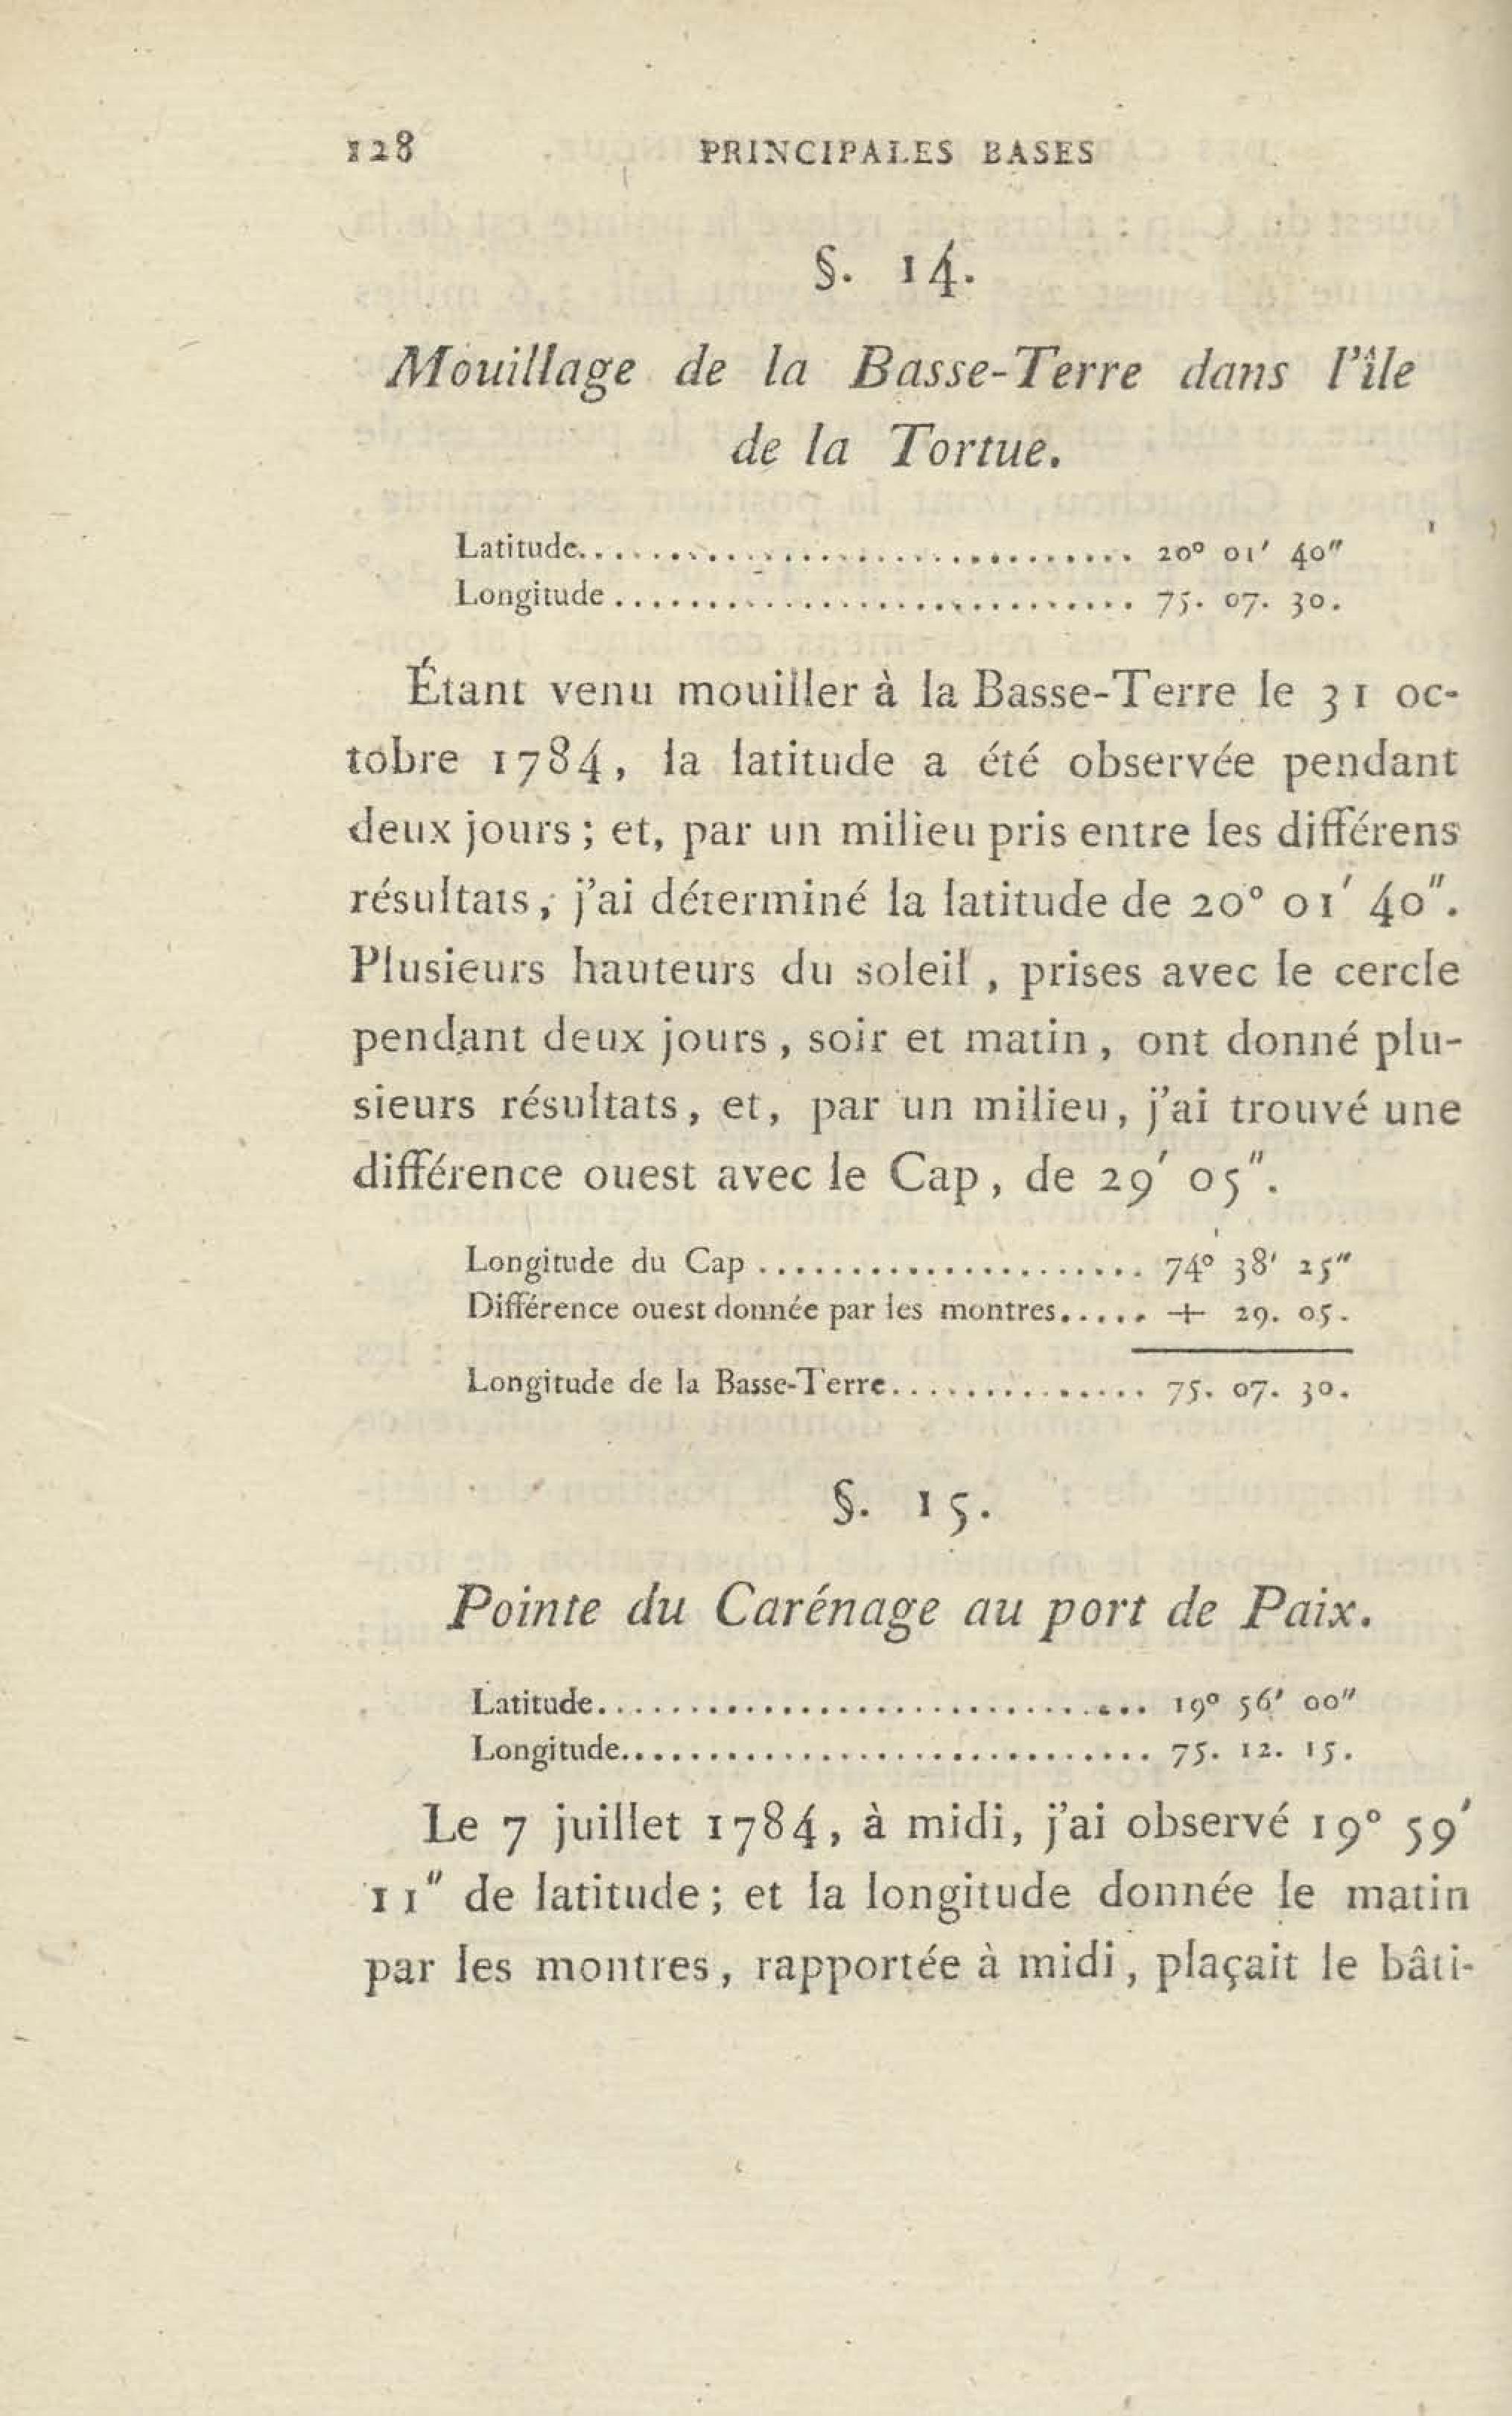 128 PRINCIPALES BASES
§. 14.
Mouillage de la Basse-Terre dans l'île
de la Tortue.
Latitude.............................. 20° 01' 40"
Longitude............................. 75. 07. 30.
Étant venu mouiller à la Basse-Terre le 31 oc-
tobre 1784, la latitude a été observée pendant
deux jours ; et, par un milieu pris entre les différens
résultats, j'ai déterminé la latitude de 20° 01' 40".
Plusieurs hauteurs du soleil, prises avec le cercle
pendant deux jours, soir et matin, ont donné plu-
sieurs résultats, et, par un milieu, j'ai trouvé une
différence ouest avec le Cap, de 29' 05".
Longitude du Cap ..................... 74° 38' 25"
Différence ouest donnée par les montres..... + 29. 05.
Longitude de la Basse-Terre.............. 75. 07. 30.
§. 15.
Pointe du Carénage au port de Paix.
Latitude.............................. 19° 56' 00"
Longitude............................. 75. 12. 15.
Le 7 juillet 1784, à midi, j'ai observé 19° 59'
11" de latitude ; et la longitude donnée le matin
par les montres, rapportée à midi, plaçait le bâti-